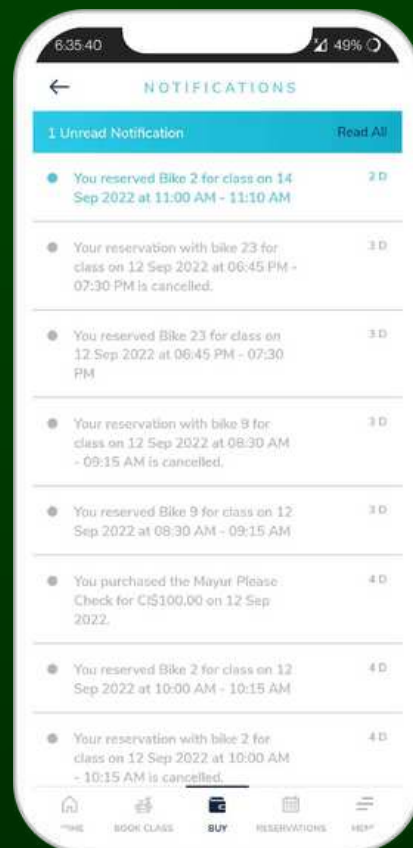 6:35:40
49%
NOTIFICATIONS
1 Unread Notification
Read All
You reserved Bike 2 for class on 14
2 D
Sep 2022 at 11:00 AM - 11:10 AM
Your reservation with bike 23 for
3 D
class on 12 Sep 2022 at 06:45 PM -
07:30 PM is cancelled.
You reserved Bike 23 for class on
3 D
12 Sep 2022 at 06:45 PM - 07:30
PM
Your reservation with bike 9 for
3 D
class on 12 Sep 2022 at 08:30 AM
- 09:15 AM is cancelled.
You reserved Bike 9 for class on 12
3 D
Sep 2022 at 08:30 AM - 09:15 AM
You purchased the Mayur Please
4 D
Check for CI$100.00 on 12 Sep
2022.
You reserved Bike 2 for class on 12
4 D
Sep 2022 at 10:00 AM - 10:15 AM
Your reservation with bike 2 for
4 D
class on 12 Sep 2022 at 10:00 AM
- 10:15 AM is cancelled.
BOOK CLASS
BUY
RESERVATIONS